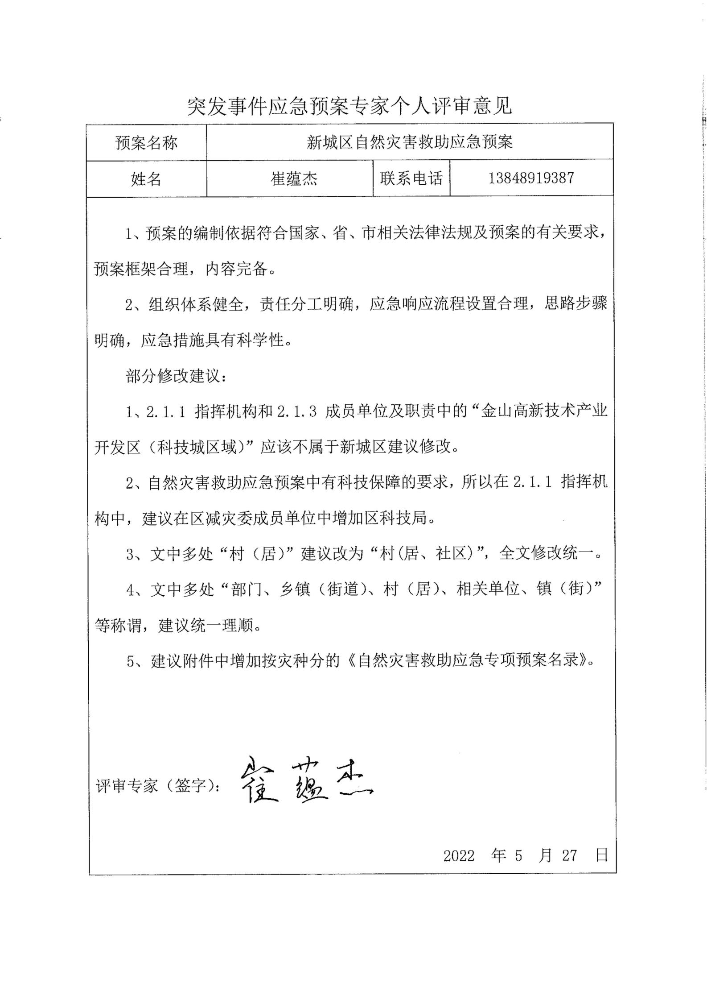 突发事件应急预案专家个人评审意见
预案名称 新城区自然灾害救助应急预案
姓名 崔蕴杰 联系电话 13848919387
1、预案的编制依据符合国家、省、市相关法律法规及预案的有关要求，
预案框架合理，内容完备。
2、组织体系健全，责任分工明确，应急响应流程设置合理，思路步骤
明确，应急措施具有科学性。
部分修改建议：
1、2.1.1 指挥机构和2.1.3 成员单位及职责中的“金山高新技术产业
开发区（科技城区域）”应该不属于新城区建议修改。
2、自然灾害救助应急预案中有科技保障的要求，所以在2.1.1 指挥机
构中，建议在区减灾委成员单位中增加区科技局。
3、文中多处“村（居）”建议改为“村(居、社区)”，全文修改统一。
4、文中多处“部门、乡镇（街道）、村（居）、相关单位、镇（街）”
等称谓，建议统一理顺。
5、建议附件中增加按灾种分的《自然灾害救助应急专项预案名录》。
评审专家（签字）：崔蕴杰
2022 年 5 月 27 日